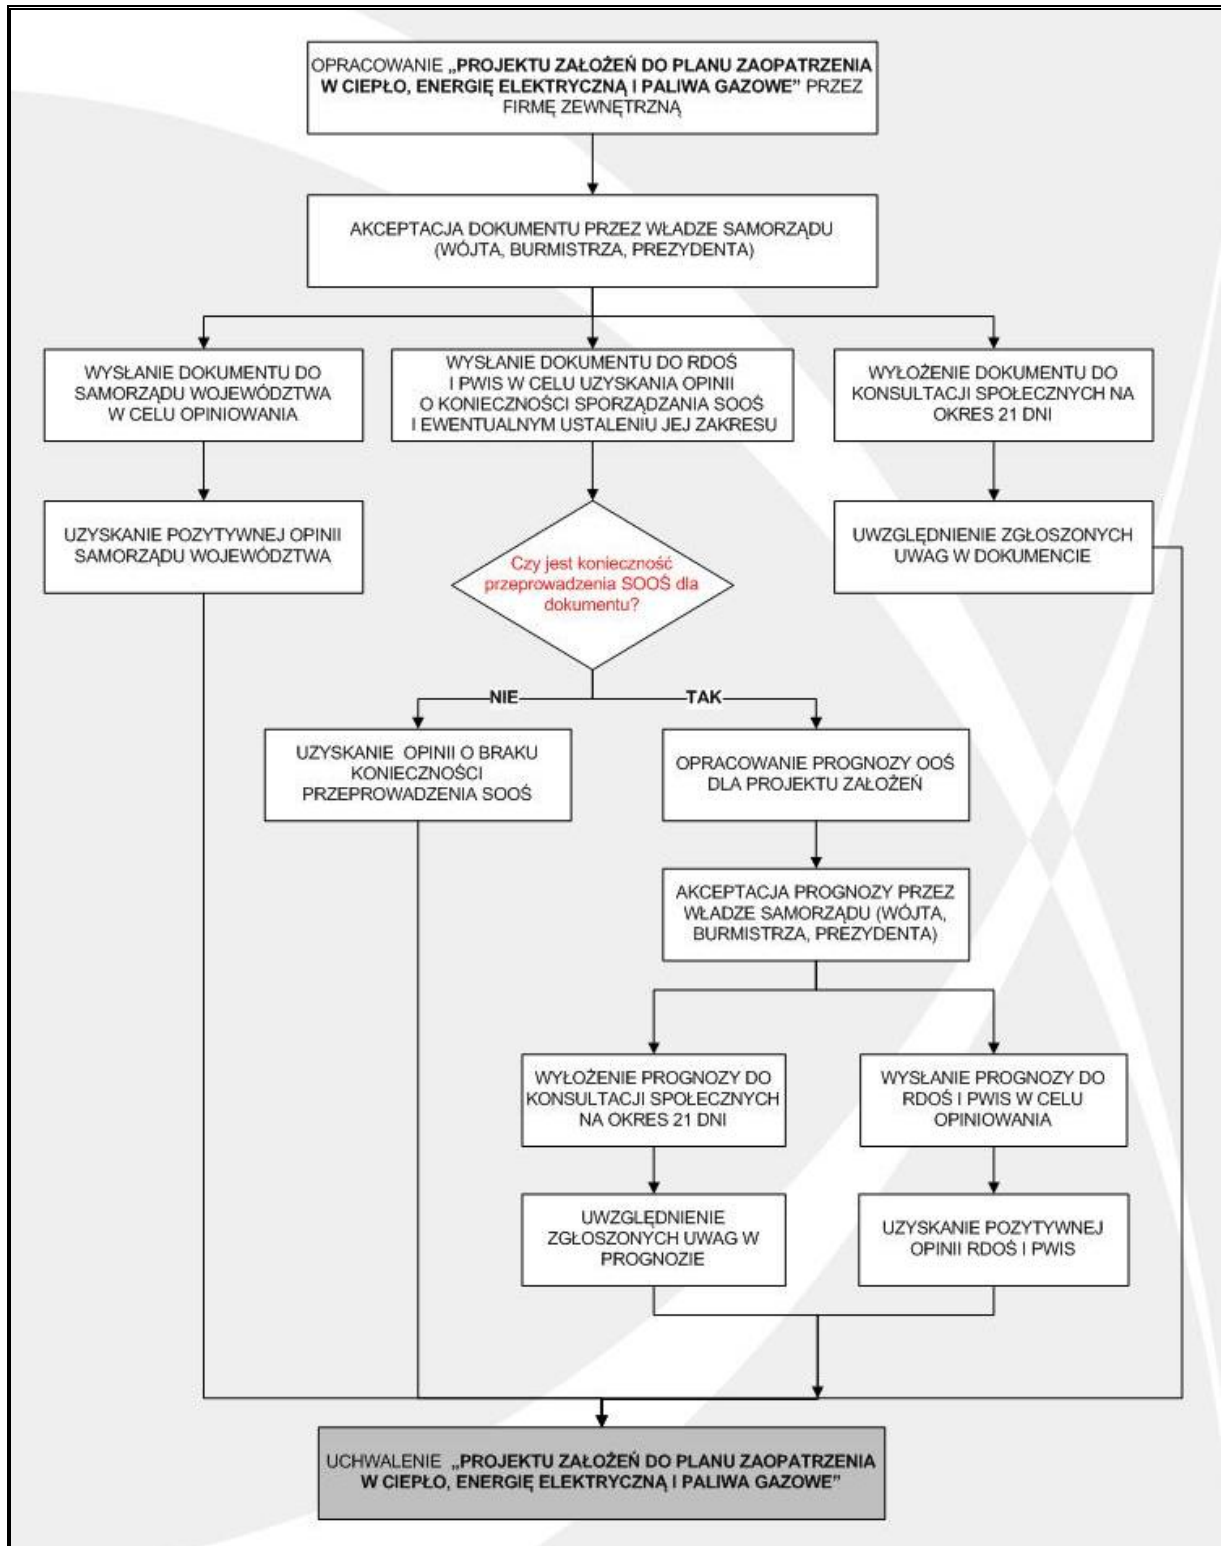 OPRACOWANIE „PROJEKTU ZAŁOŻEŃ DO PLANU ZAOPATRZENIA
W CIEPŁO, ENERGIĘ ELEKTRYCZNĄ I PALIWA GAZOWE” PRZEZ
FIRMĘ ZEWNĘTRZNĄ
AKCEPTACJA DOKUMENTU PRZEZ WŁADZE SAMORZĄDU
(WÓJTA, BURMISTRZA, PREZYDENTA)
WYSŁANIE DOKUMENTU DO
SAMORZĄDU WOJEWÓDZTWA
W CELU OPINIOWANIA
WYSŁANIE DOKUMENTU DO RDOŚ
I PWIS W CELU UZYSKANIA OPINII
O KONIECZNOŚCI SPORZĄDZANIA SOOŚ
I EWENTUALNYM USTALENIU JEJ ZAKRESU
WYŁOŻENIE DOKUMENTU DO
KONSULTACJI SPOŁECZNYCH NA
OKRES 21 DNI
UZYSKANIE POZYTYWNEJ OPINII
SAMORZĄDU WOJEWÓDZTWA
Czy jest konieczność
przeprowadzenia SOOŚ dla
dokumentu?
UWZGLĘDNIENIE ZGŁOSZONYCH
UWAG W DOKUMENCIE
NIE
TAK
UZYSKANIE OPINII O BRAKU
KONIECZNOŚCI
PRZEPROWADZENIA SOOŚ
OPRACOWANIE PROGNOZY OOŚ
DLA PROJEKTU ZAŁOŻEŃ
AKCEPTACJA PROGNOZY PRZEZ
WŁADZE SAMORZĄDU (WÓJTA,
BURMISTRZA, PREZYDENTA)
WYŁOŻENIE PROGNOZY DO
KONSULTACJI SPOŁECZNYCH
NA OKRES 21 DNI
WYSŁANIE PROGNOZY DO
RDOŚ I PWIS W CELU
OPINIOWANIA
UWZGLĘDNIENIE
ZGŁOSZONYCH UWAG W
PROGNOZIE
UZYSKANIE POZYTYWNEJ
OPINII RDOŚ I PWIS
UCHWALENIE „PROJEKTU ZAŁOŻEŃ DO PLANU ZAOPATRZENIA
W CIEPŁO, ENERGIĘ ELEKTRYCZNĄ I PALIWA GAZOWE”